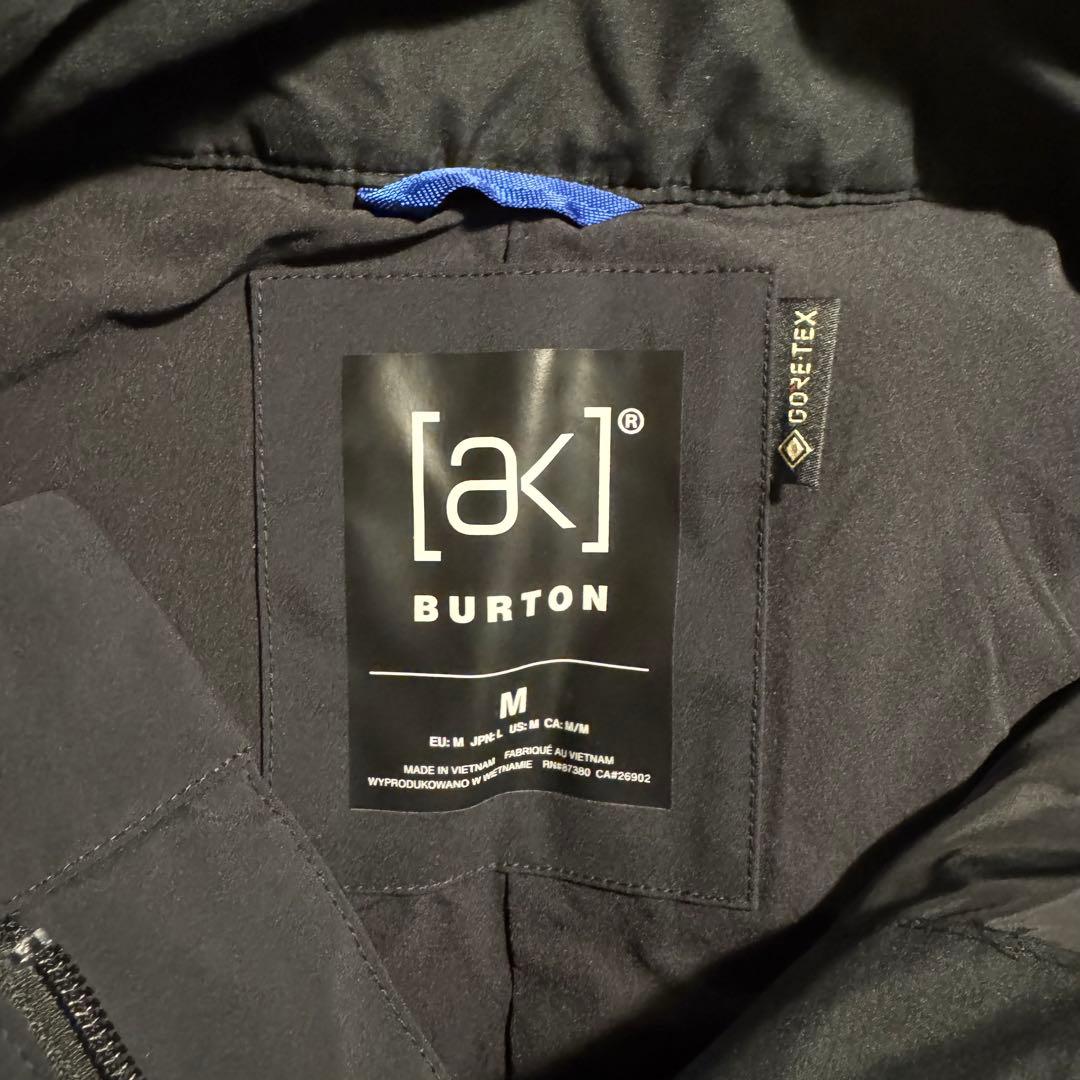 [ak]®
BURTON
M
EU: M JPN: L US: M CA: M/M
MADE IN VIETNAM FABRIQUÉ AU VIETNAM
WYPRODUKOWANO W WIETNAMIE RN#87380 CA#26902
GORE-TEX